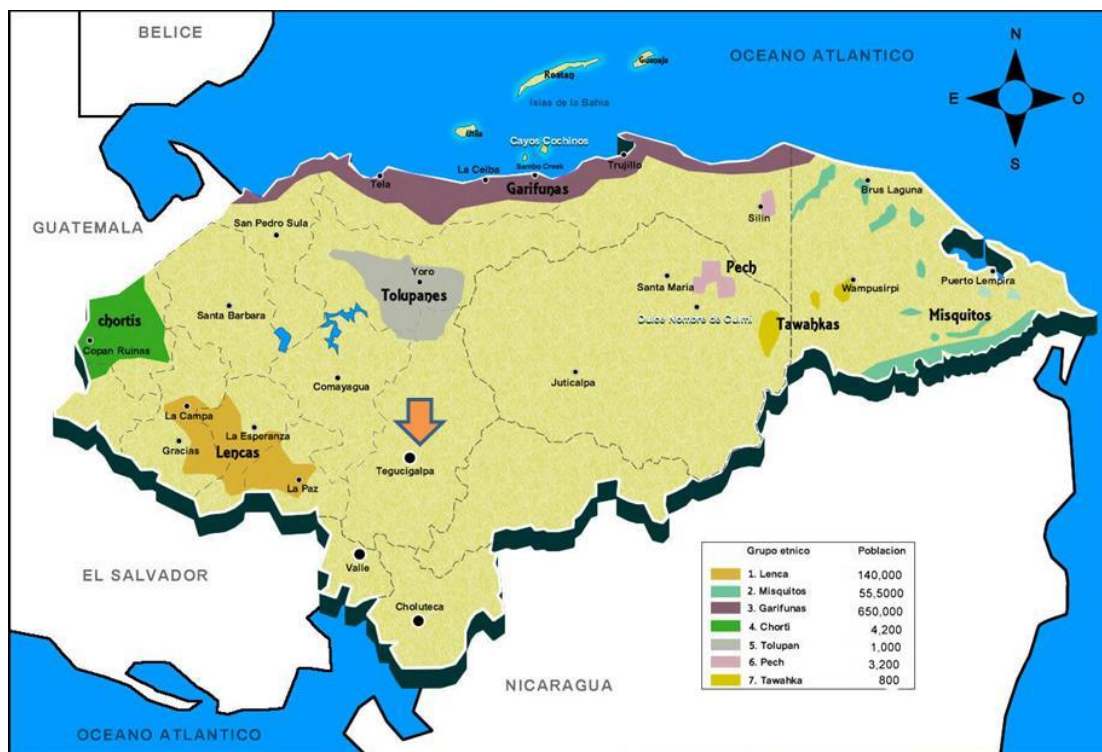 BELICE
OCEANO ATLANTICO
N
E
O
S
Guanaja
Roatan
Islas de la Bahia
Utila
Cayos Cochinos
Sambo Creek
Trujillo
La Ceiba
Tela
Garifunas
Brus Laguna
GUATEMALA
San Pedro Sula
Silin
Yoro
Tolupanes
Pech
Santa Maria
Wampusirpi
Puerto Lempira
Santa Barbara
chortis
Dulce Nombre de Culmi
Tawahkas
Misquitos
Copan Ruinas
Comayagua
Juticalpa
La Campa
La Esperanza
Gracias
Lencas
Tegucigalpa
La Paz
Valle
EL SALVADOR
Choluteca
NICARAGUA
OCEANO ATLANTICO
Grupo etnico Poblacion
1. Lenca 140,000
2. Misquitos 55,5000
3. Garifunas 650,000
4. Chorti 4,200
5. Tolupan 1,000
6. Pech 3,200
7. Tawahka 800